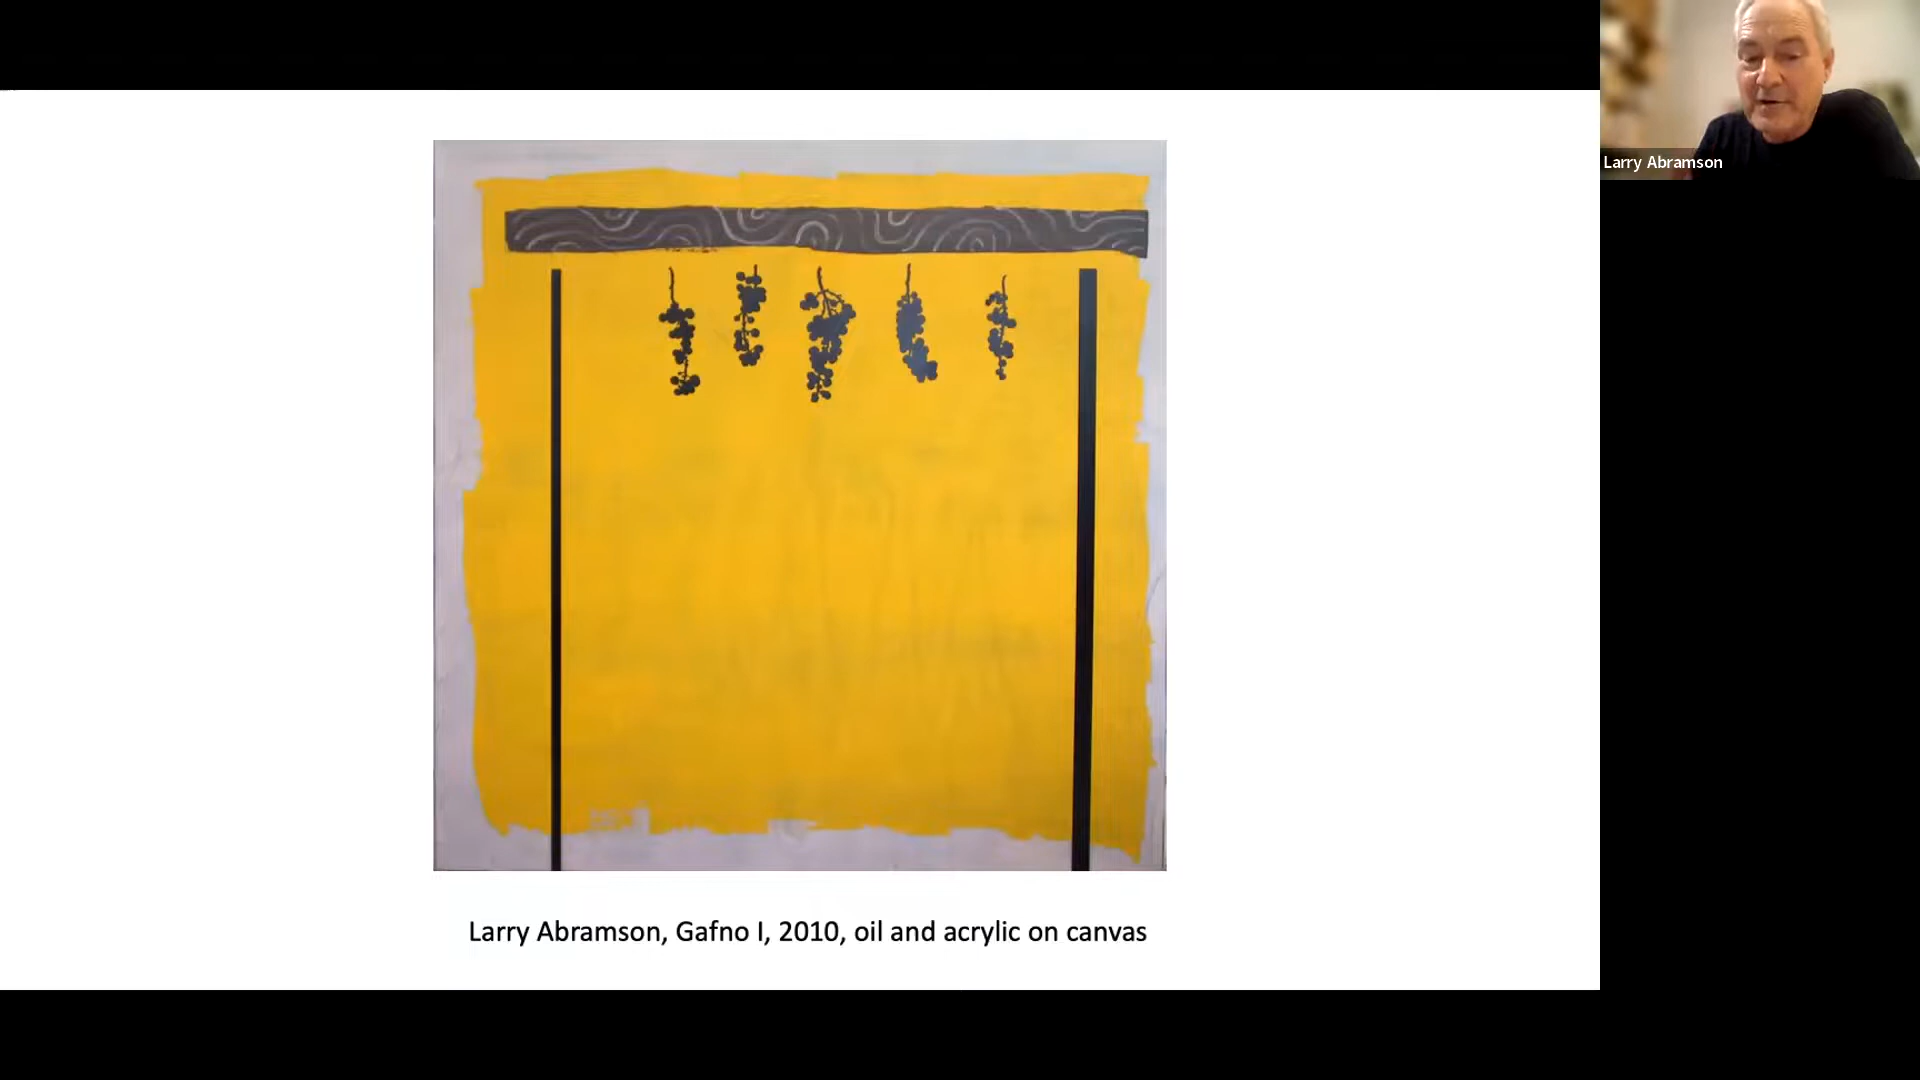 Larry Abramson
Larry Abramson, Gafno I, 2010, oil and acrylic on canvas